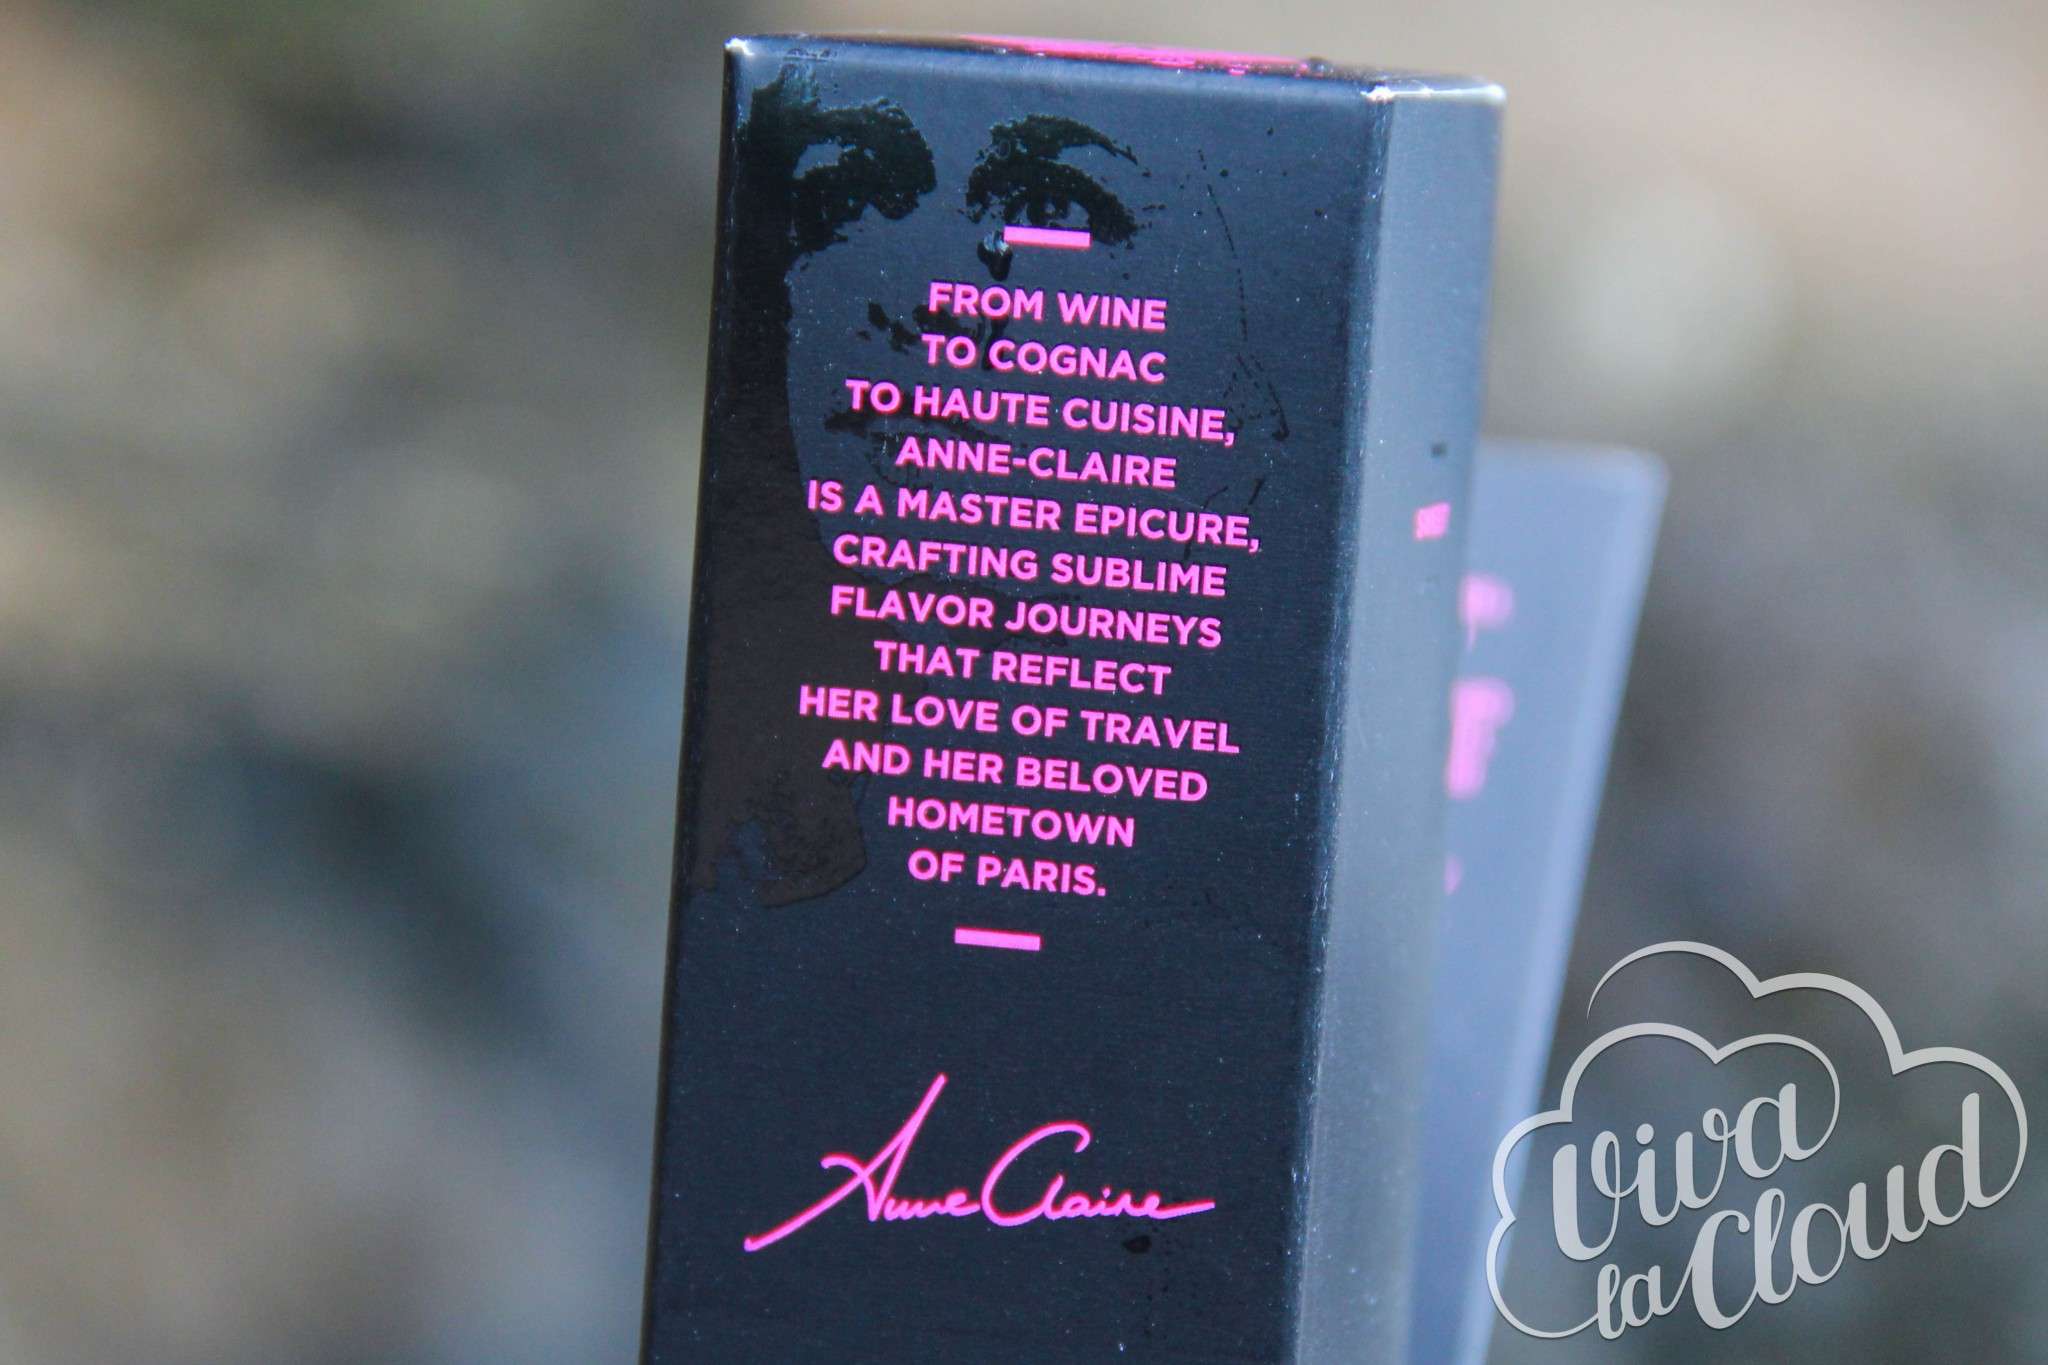 FROM WINE
TO COGNAC
TO HAUTE CUISINE,
ANNE-CLAIRE
IS A MASTER EPICURE,
CRAFTING SUBLIME
FLAVOR JOURNEYS
THAT REFLECT
HER LOVE OF TRAVEL
AND HER BELOVED
HOMETOWN
OF PARIS.
Anne Claire
Viva
la Cloud